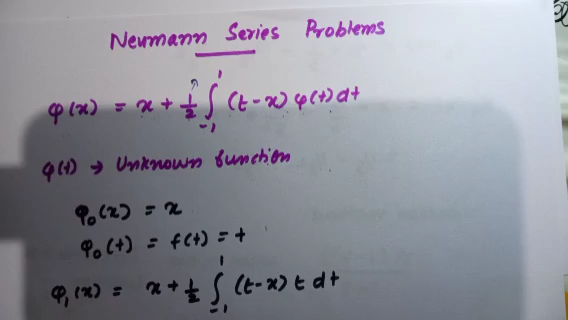 Neumann Series Problems
φ(x) = x + 1/2 ∫₋₁¹ (t-x) φ(t) dt
φ(t) → Unknown function
φ₀(x) = x
φ₀(t) = f(t) = t
φ₁(x) = x + 1/2 ∫₋₁¹ (t-x) t dt